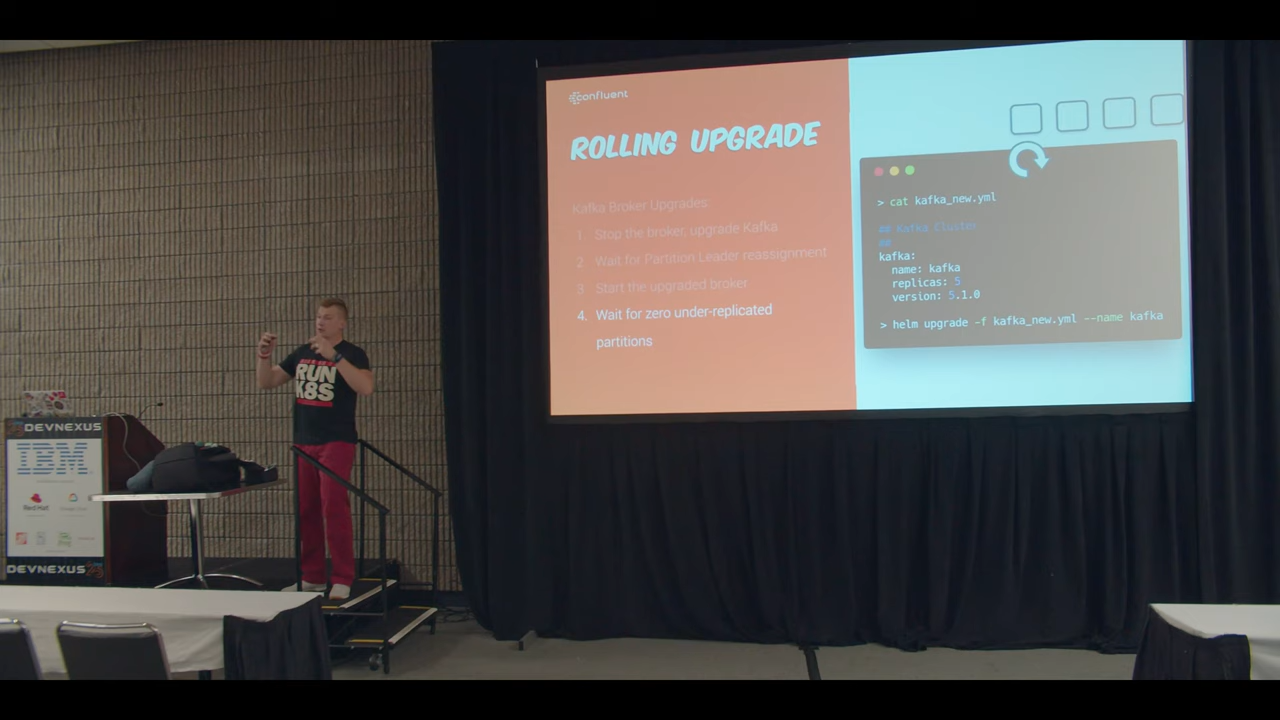 confluent
ROLLING UPGRADE
Kafka Broker Upgrades:
1. Stop the broker, upgrade Kafka
2. Wait for Partition Leader reassignment
3. Start the upgraded broker
4. Wait for zero under-replicated
partitions
> cat kafka_new.yml
## Kafka Cluster
##
kafka:
name: kafka
replicas: 5
version: 5.1.0
> helm upgrade -f kafka_new.yml --name kafka
RUN
K8S
DEVNEXUS
IBM
Red Hat
DEVNEXUS